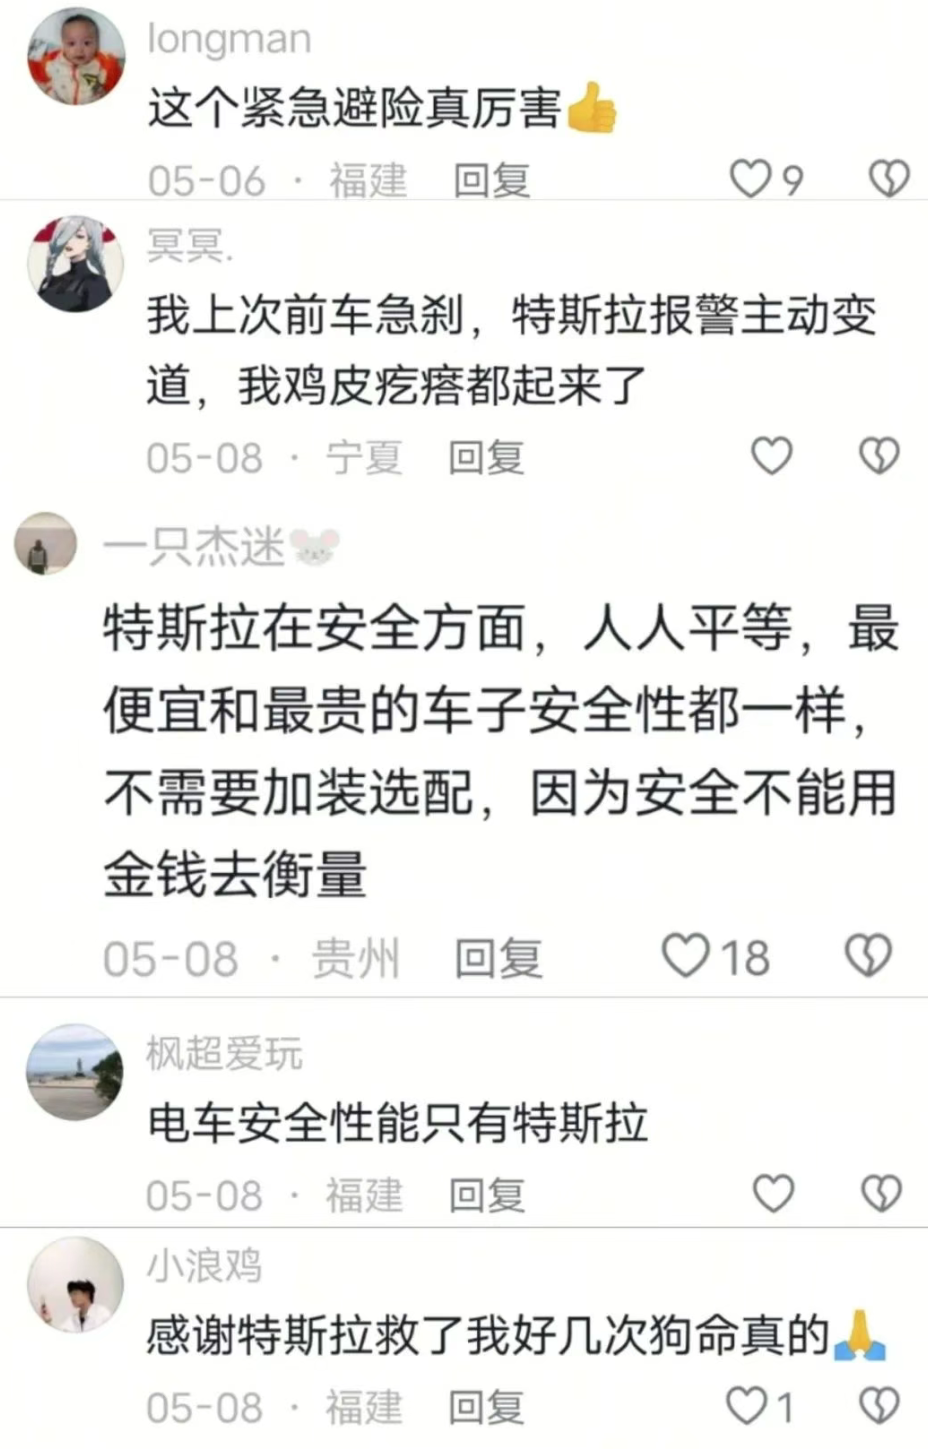 longman
这个紧急避险真厉害👍
05-06 · 福建 回复 9
冥冥.
我上次前车急刹，特斯拉报警主动变
道，我鸡皮疙瘩都起来了
05-08 · 宁夏 回复
一只杰迷🐭
特斯拉在安全方面，人人平等，最
便宜和最贵的车子安全性都一样，
不需要加装选配，因为安全不能用
金钱去衡量
05-08 · 贵州 回复 18
枫超爱玩
电车安全性能只有特斯拉
05-08 · 福建 回复
小浪鸡
感谢特斯拉救了我好几次狗命真的🙏
05-08 · 福建 回复 1